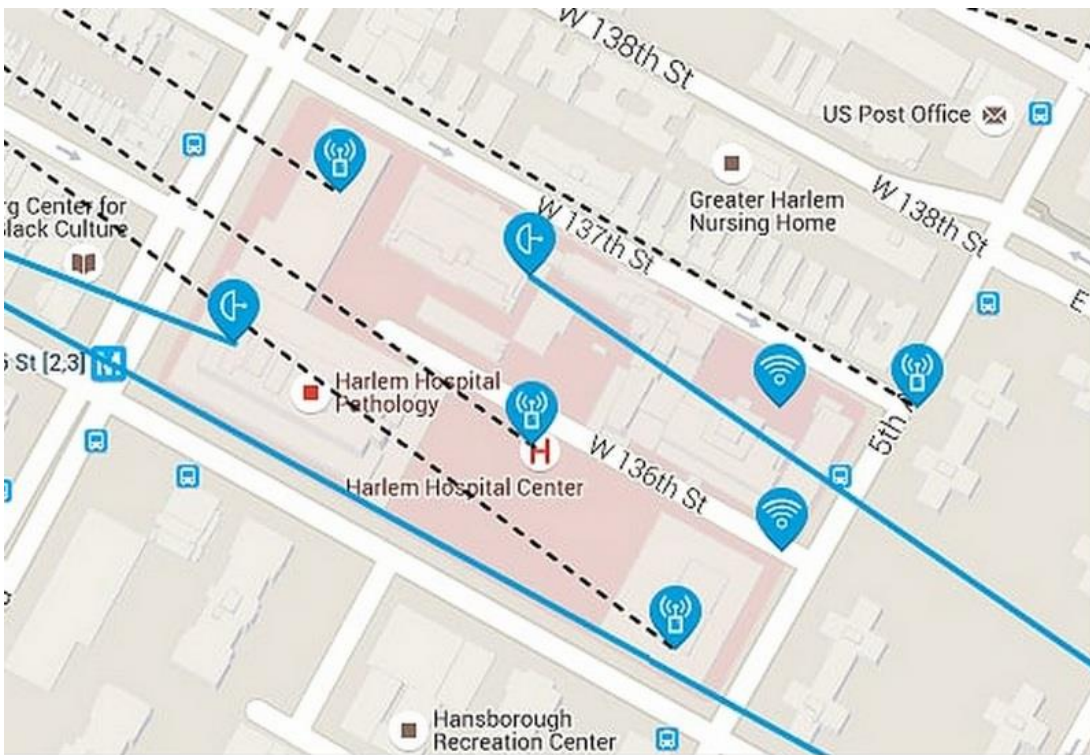 W 138th St
US Post Office
Greater Harlem
Nursing Home
W 138th St
g Center for
lack Culture
W 137th St
E
St [2,3]
Harlem Hospital
Pathology
5th
H
Harlem Hospital Center
W 136th St
Hansborough
Recreation Center